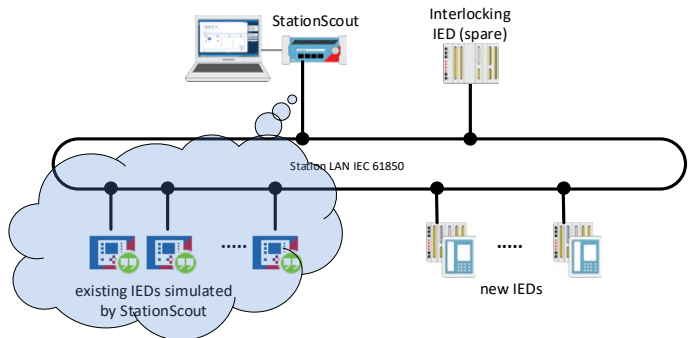 StationScout
Interlocking
IED (spare)
Station LAN IEC 61850
.....
.....
existing IEDs simulated
by StationScout
new IEDs